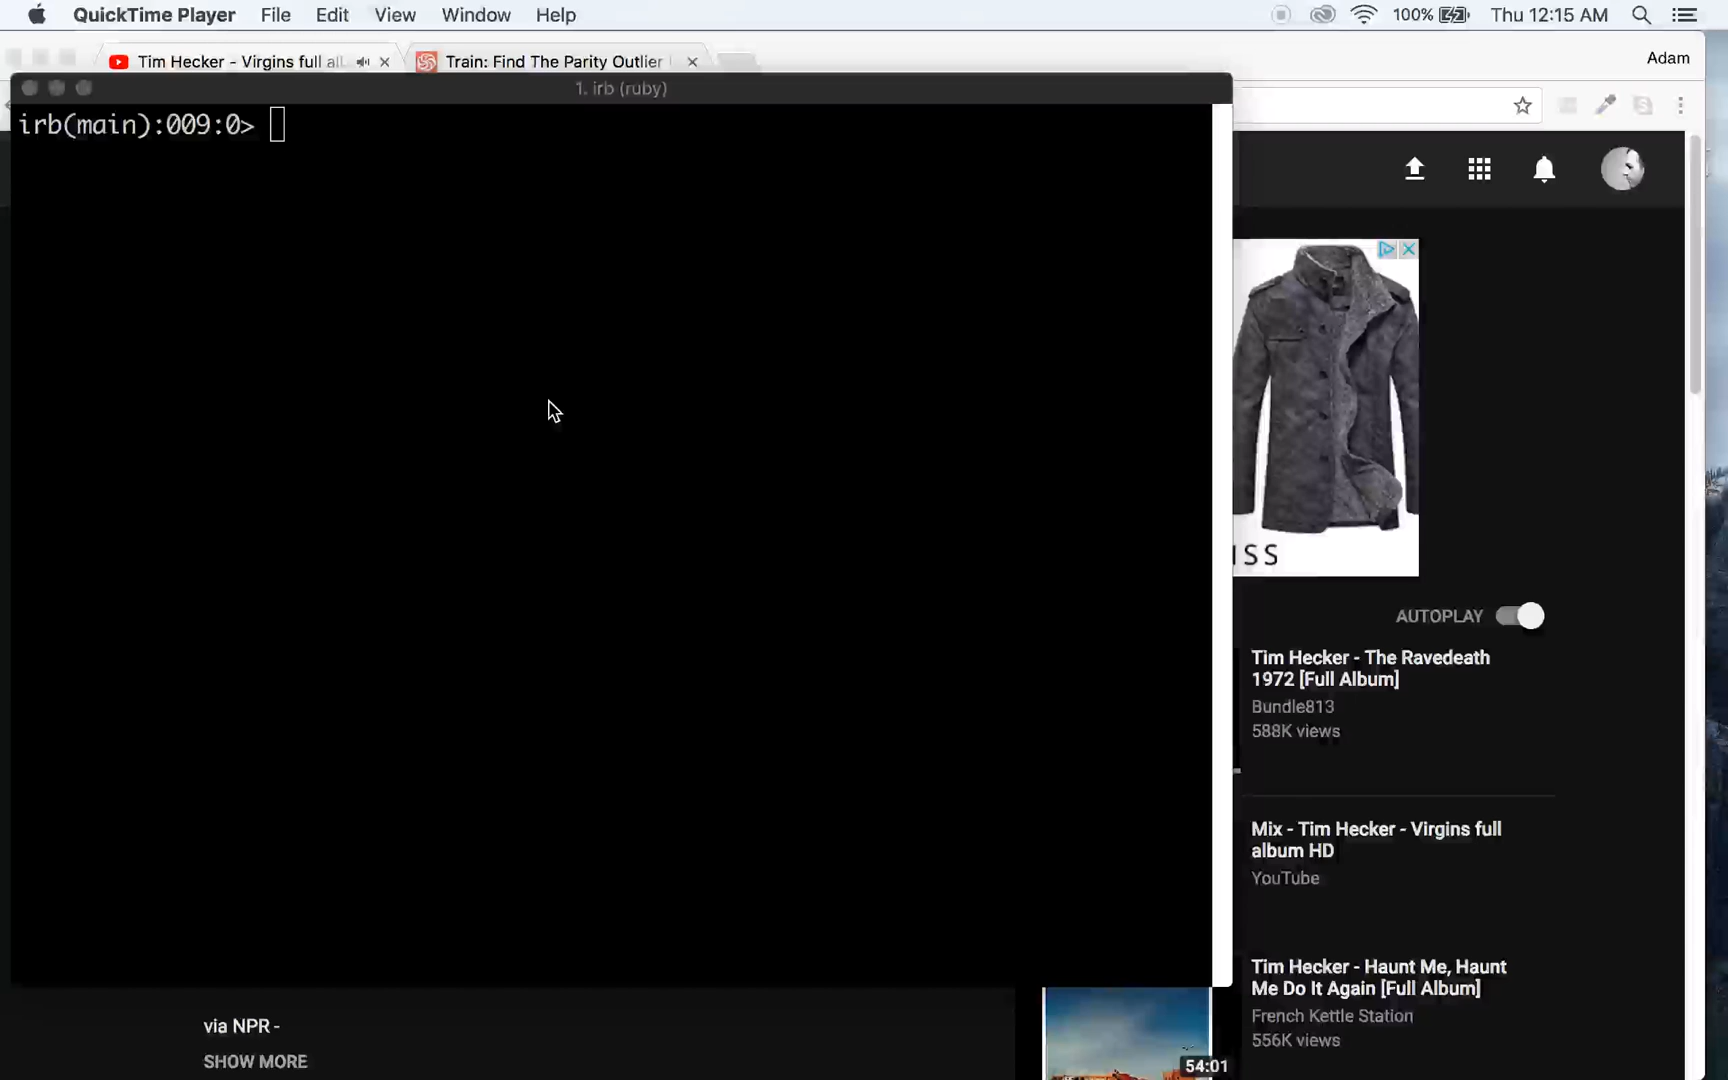 QuickTime Player File Edit View Window Help 100% Thu 12:15 AM
Tim Hecker - Virgins full al Train: Find The Parity Outlier Adam
1. irb (ruby)
irb(main):009:0>
ISS
AUTOPLAY
Tim Hecker - The Ravedeath
1972 [Full Album]
Bundle813
588K views
Mix - Tim Hecker - Virgins full
album HD
YouTube
Tim Hecker - Haunt Me, Haunt
Me Do It Again [Full Album]
French Kettle Station
556K views
via NPR -
SHOW MORE
54:01